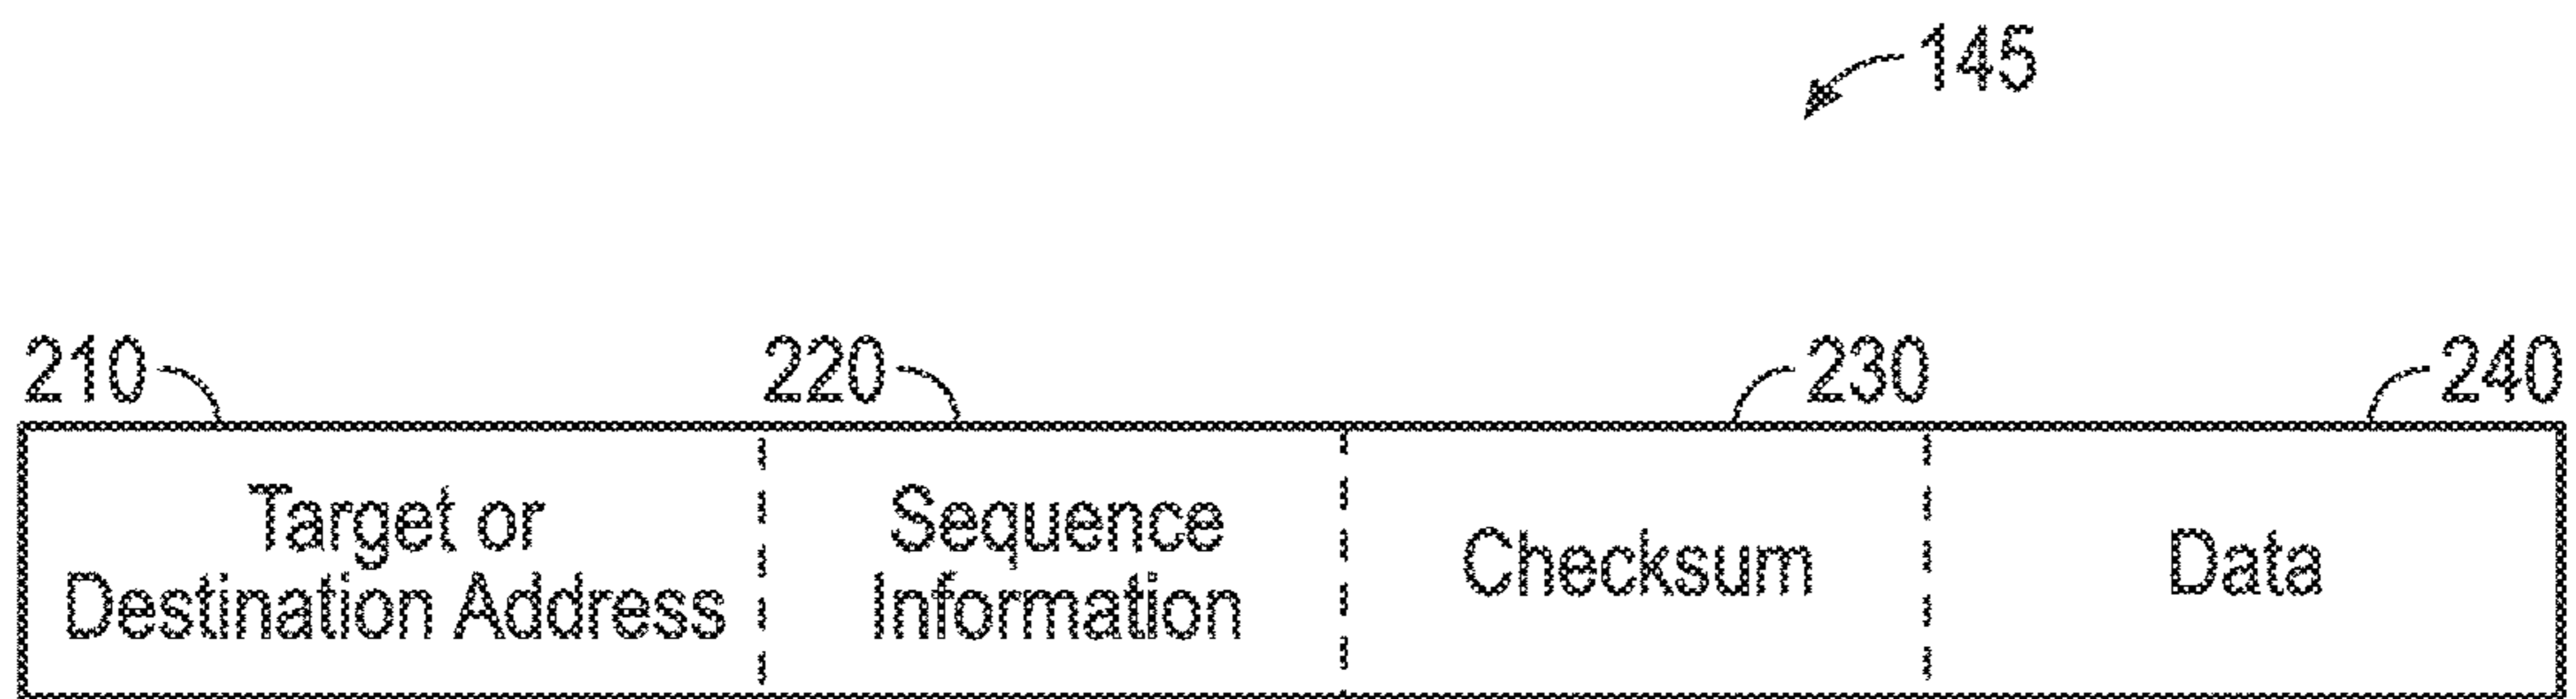 145
210
220
230
240
Target or
Destination Address
Sequence
Information
Checksum
Data